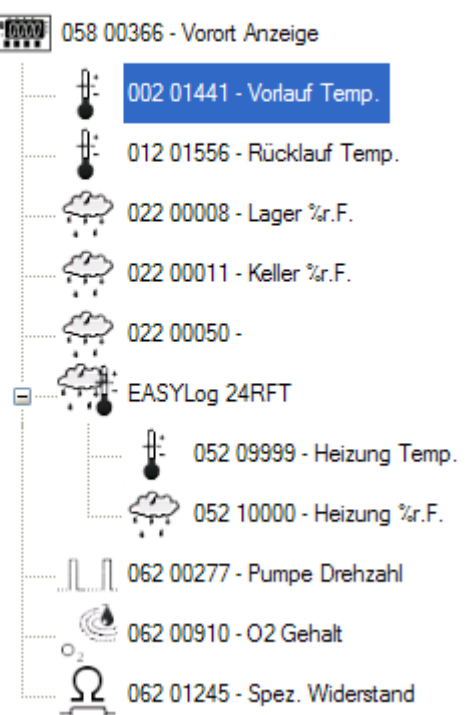 058 00366 - Vorort Anzeige
002 01441 - Vorlauf Temp.
012 01556 - Rücklauf Temp.
022 00008 - Lager %r.F.
022 00011 - Keller %r.F.
022 00050 -
EASYLog 24RFT
052 09999 - Heizung Temp.
052 10000 - Heizung %r.F.
062 00277 - Pumpe Drehzahl
O2
062 00910 - O2 Gehalt
Ω
062 01245 - Spez. Widerstand